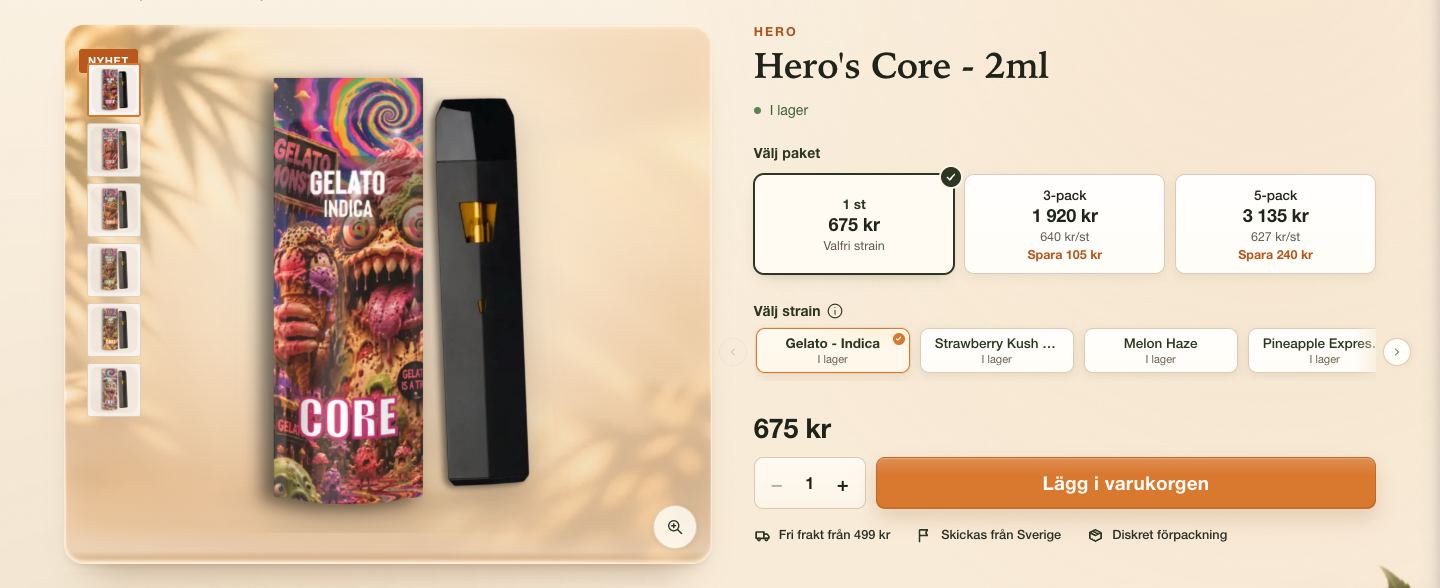 NYHET
GELATO
MONS
GELATO
INDICA
CORE
HERO
Hero's Core - 2ml
I lager
Välj paket
1 st
675 kr
Valfri strain
3-pack
1 920 kr
640 kr/st
Spara 105 kr
5-pack
3 135 kr
627 kr/st
Spara 240 kr
Välj strain
Gelato - Indica
I lager
Strawberry Kush ...
I lager
Melon Haze
I lager
Pineapple Expres.
I lager
675 kr
− 1 +
Lägg i varukorgen
Fri frakt från 499 kr
Skickas från Sverige
Diskret förpackning